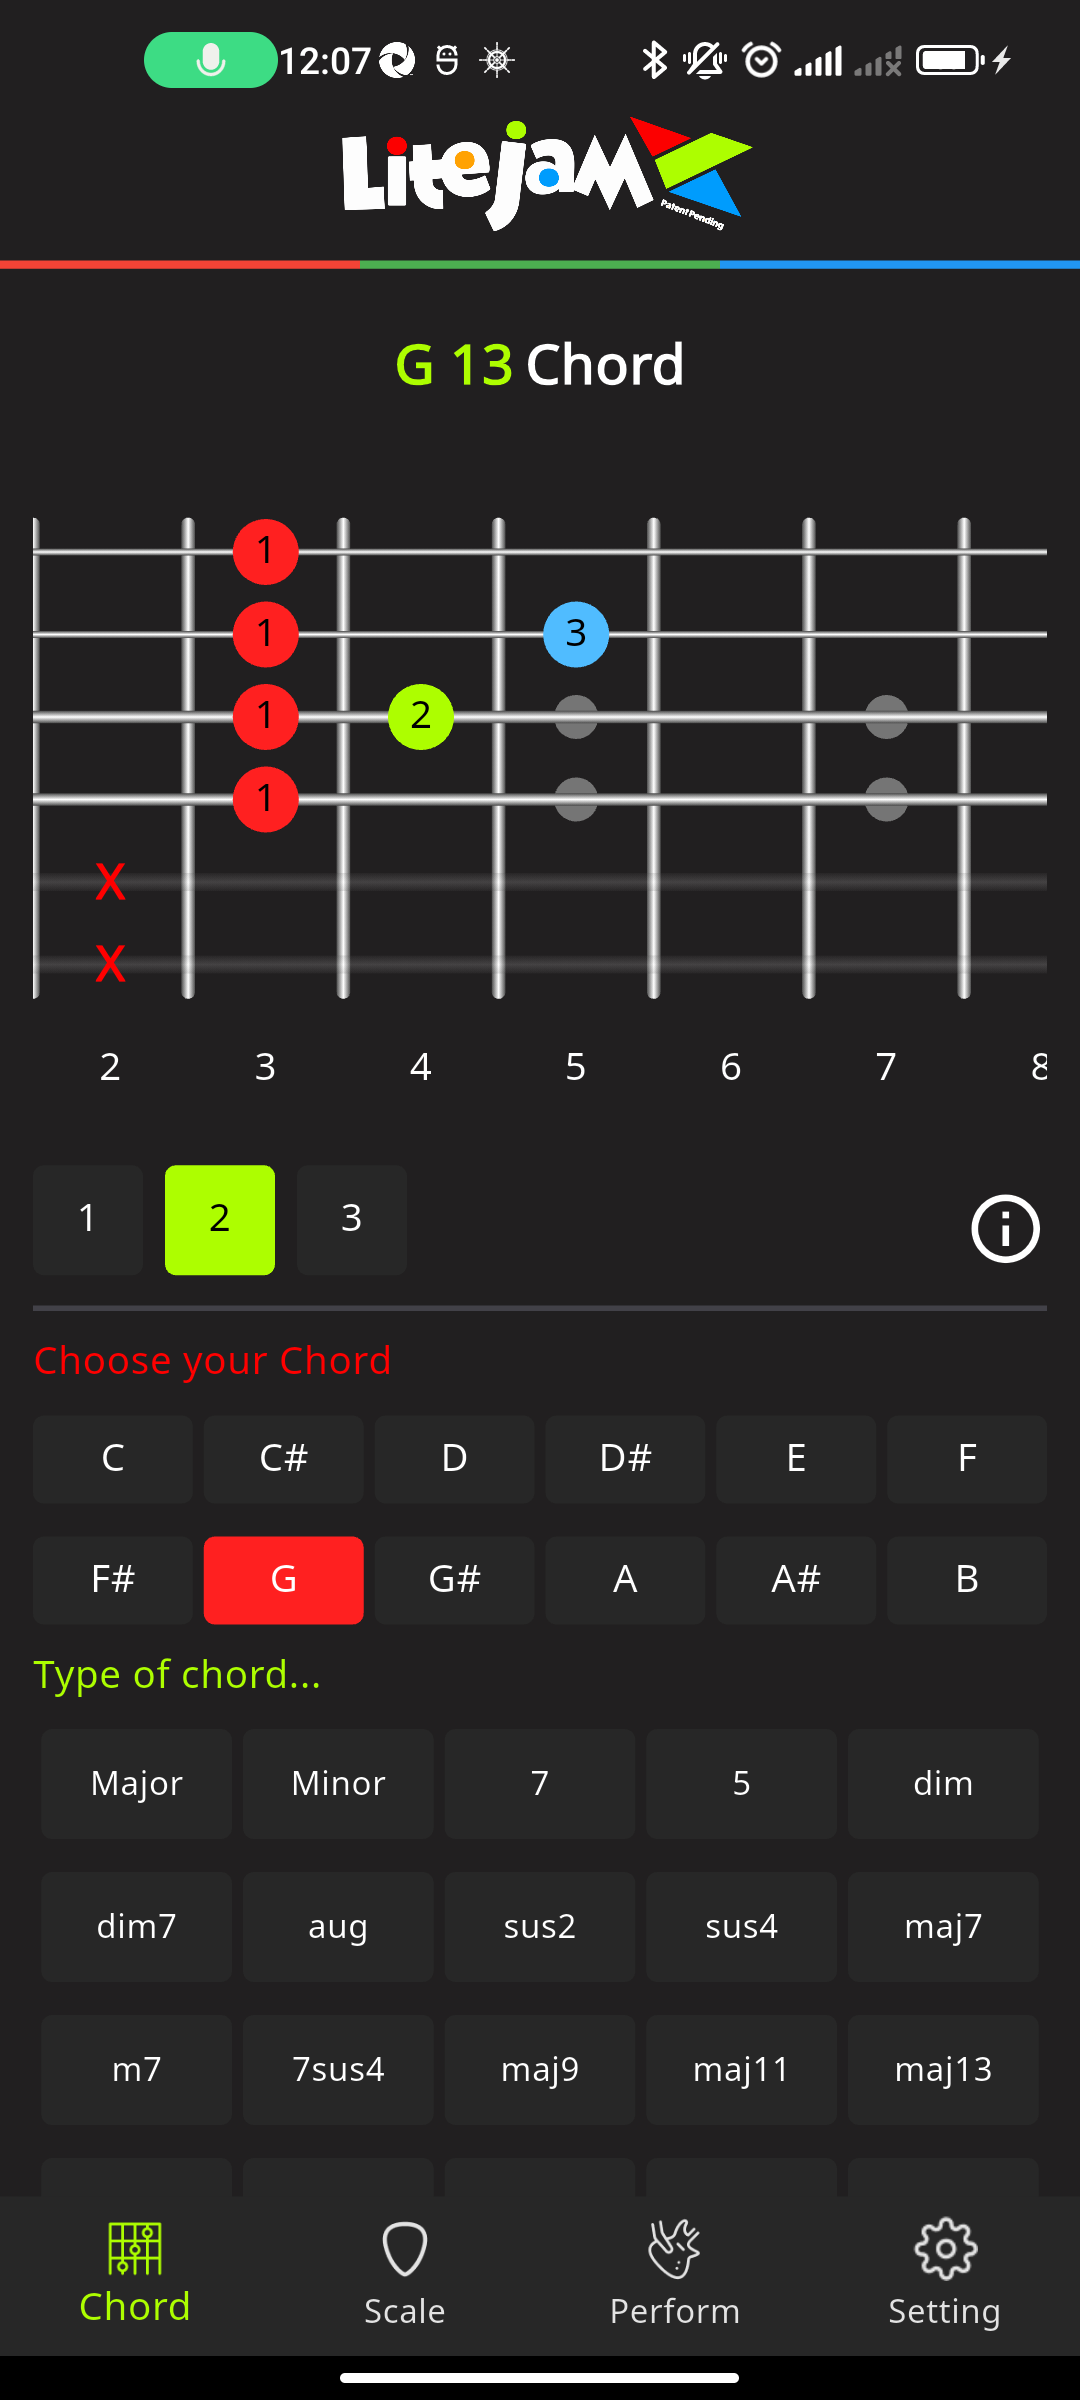 12:07
Litejam
Patent Pending
G 13 Chord
1
1 3
1 2
1
X
X
2 3 4 5 6 7 8
1 2 3
Choose your Chord
C C# D D# E F
F# G G# A A# B
Type of chord...
Major Minor 7 5 dim
dim7 aug sus2 sus4 maj7
m7 7sus4 maj9 maj11 maj13
Chord Scale Perform Setting